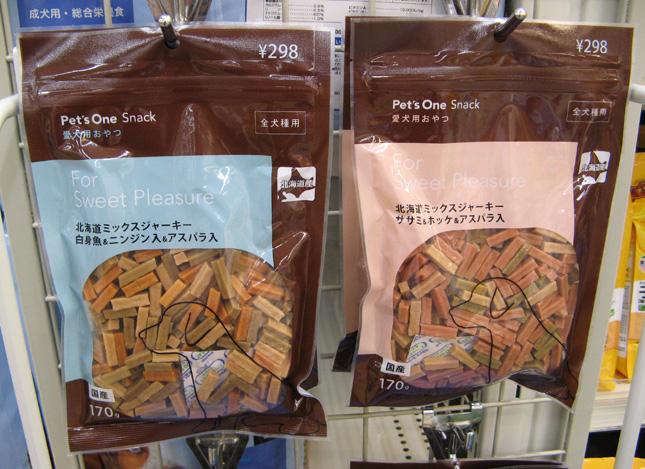 成犬用・総合栄養食
¥298
Pet'sOne Snack
愛犬用おやつ
全犬種用
For
Sweet Pleasure
北海道産
北海道ミックスジャーキー
白身魚&ニンジン入&アスパラ入
国産
170g
¥298
Pet'sOne Snack
愛犬用おやつ
全犬種用
For
Sweet Pleasure
北海道産
北海道ミックスジャーキー
ササミ&ホッケ&アスパラ入
国産
170g